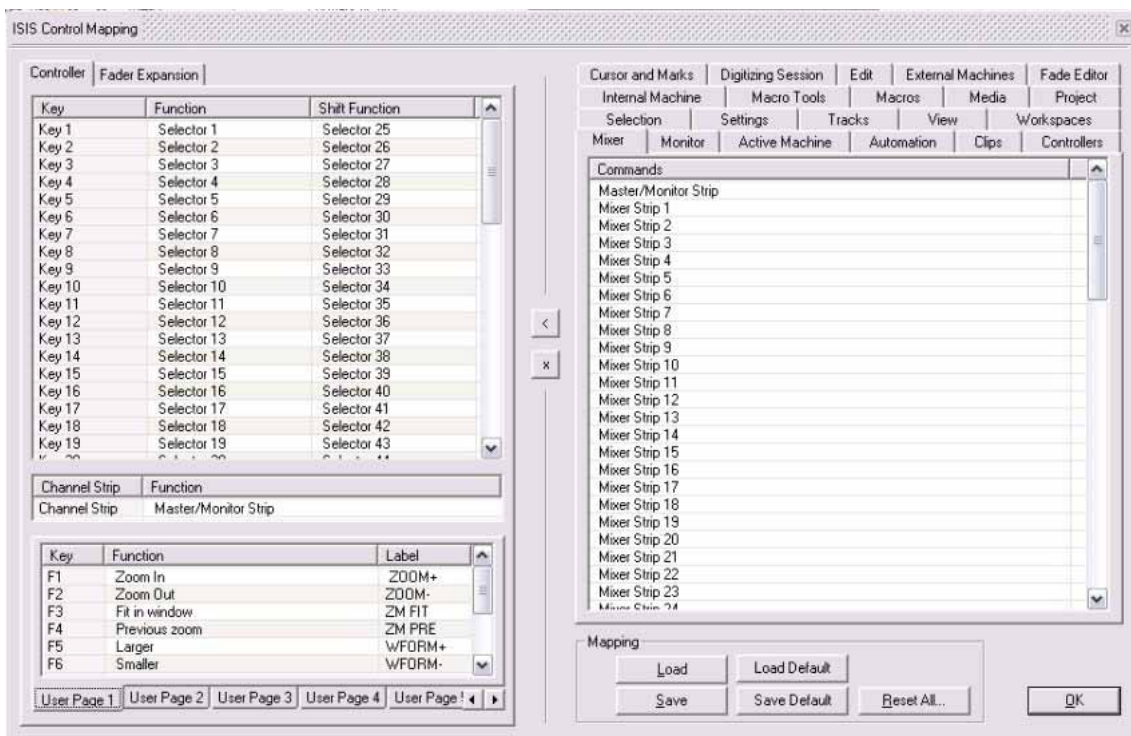 ISIS Control Mapping
Controller Fader Expansion
Key Function Shift Function
Key 1 Selector 1 Selector 25
Key 2 Selector 2 Selector 26
Key 3 Selector 3 Selector 27
Key 4 Selector 4 Selector 28
Key 5 Selector 5 Selector 29
Key 6 Selector 6 Selector 30
Key 7 Selector 7 Selector 31
Key 8 Selector 8 Selector 32
Key 9 Selector 9 Selector 33
Key 10 Selector 10 Selector 34
Key 11 Selector 11 Selector 35
Key 12 Selector 12 Selector 36
Key 13 Selector 13 Selector 37
Key 14 Selector 14 Selector 38
Key 15 Selector 15 Selector 39
Key 16 Selector 16 Selector 40
Key 17 Selector 17 Selector 41
Key 18 Selector 18 Selector 42
Key 19 Selector 19 Selector 43
Channel Strip Function
Channel Strip Master/Monitor Strip
Key Function Label
F1 Zoom In ZOOM+
F2 Zoom Out ZOOM-
F3 Fit in window ZM FIT
F4 Previous zoom ZM PRE
F5 Larger WFORM+
F6 Smaller WFORM-
User Page 1 User Page 2 User Page 3 User Page 4 User Page
<
x
Cursor and Marks Digitizing Session Edit External Machines Fade Editor
Internal Machine Macro Tools Macros Media Project
Selection Settings Tracks View Workspaces
Mixer Monitor Active Machine Automation Clips Controllers
Commands
Master/Monitor Strip
Mixer Strip 1
Mixer Strip 2
Mixer Strip 3
Mixer Strip 4
Mixer Strip 5
Mixer Strip 6
Mixer Strip 7
Mixer Strip 8
Mixer Strip 9
Mixer Strip 10
Mixer Strip 11
Mixer Strip 12
Mixer Strip 13
Mixer Strip 14
Mixer Strip 15
Mixer Strip 16
Mixer Strip 17
Mixer Strip 18
Mixer Strip 19
Mixer Strip 20
Mixer Strip 21
Mixer Strip 22
Mixer Strip 23
Mixer Strip 24
Mapping
Load Load Default
Save Save Default Reset All...
OK